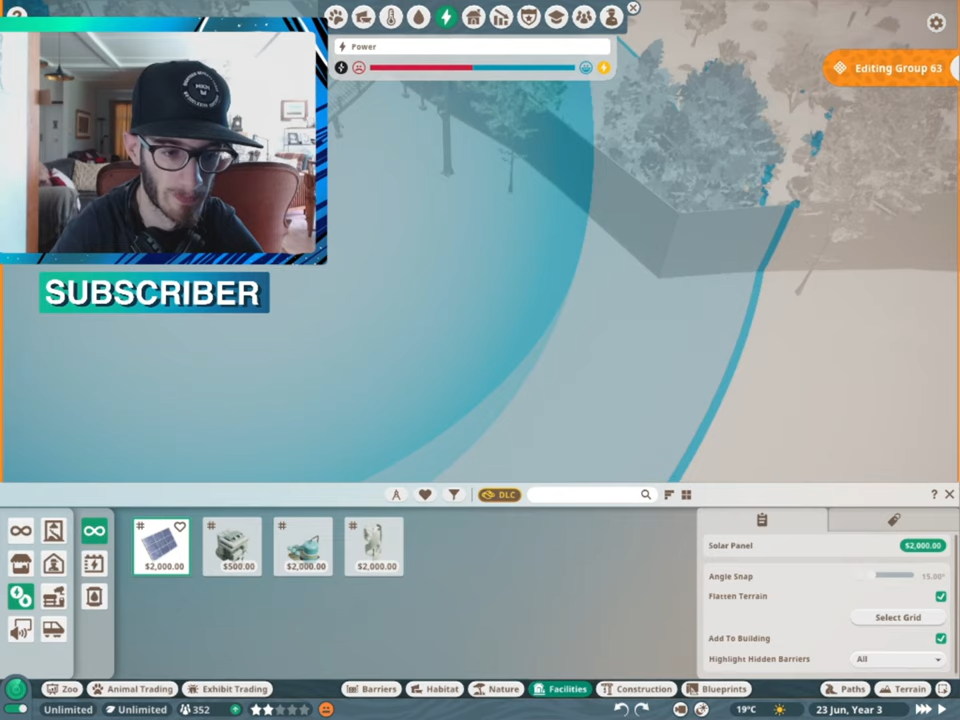 Power
Editing Group 63
SUBSCRIBER
DLC
?
$2,000.00
$500.00
$2,000.00
$2,000.00
Solar Panel
$2,000.00
Angle Snap
15.00°
Flatten Terrain
Select Grid
Add To Building
Highlight Hidden Barriers
All
Zoo
Animal Trading
Exhibit Trading
Barriers
Habitat
Nature
Facilities
Construction
Blueprints
Paths
Terrain
Unlimited
Unlimited
352
19°C
23 Jun, Year 3